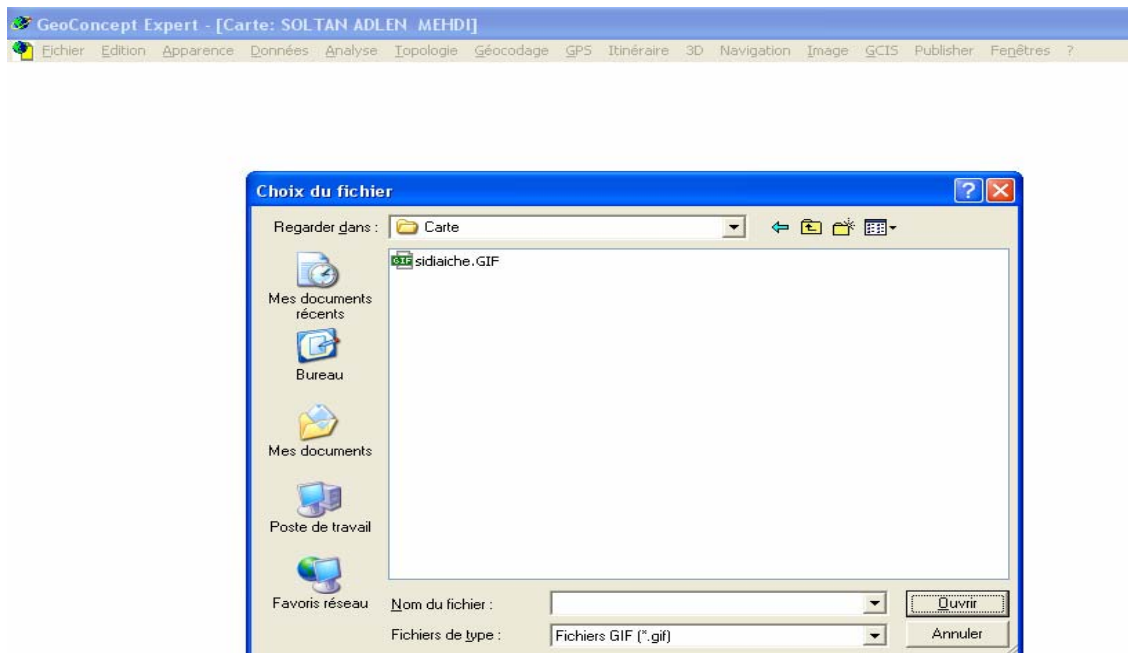 GeoConcept Expert - [Carte: SOLTAN ADLEN MEHDI]
Fichier Edition Apparence Données Analyse Topologie Géocodage GPS Itinéraire 3D Navigation Image GCIS Publisher Fenêtres ?
Choix du fichier
Regarder dans : Carte
sidiaiche.GIF
Mes documents
récents
Bureau
Mes documents
Poste de travail
Favoris réseau
Nom du fichier : Ouvrir
Fichiers de type : Fichiers GIF (*.gif) Annuler